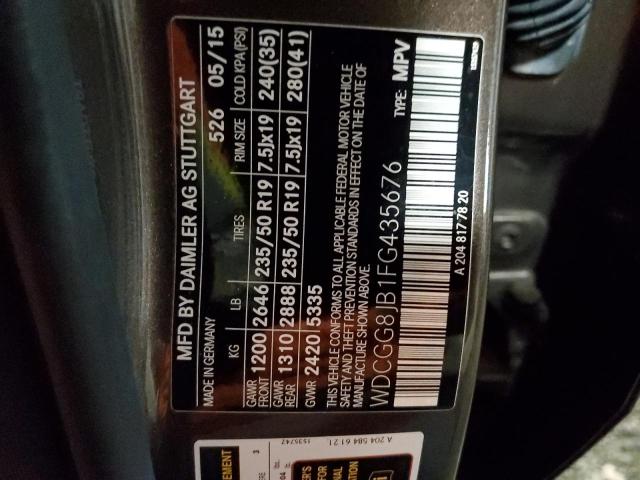 MFD BY DAIMLER AG STUTTGART
MADE IN GERMANY 526 05/15
KG LB TIRES RIM SIZE COLD KPA(PSI)
GAWR FRONT 1200 2646 235/50 R19 7.5Jx19 240(35)
GAWR REAR 1310 2888 235/50 R19 7.5Jx19 280(41)
GVWR 2420 5335
THIS VEHICLE CONFORMS TO ALL APPLICABLE FEDERAL MOTOR VEHICLE
SAFETY AND THEFT PREVENTION STANDARDS IN EFFECT ON THE DATE OF
MANUFACTURE SHOWN ABOVE.
WDCGG8JB1FG435676 TYPE: MPV
A 204 817 78 20
A 204 584 61 21
1535747